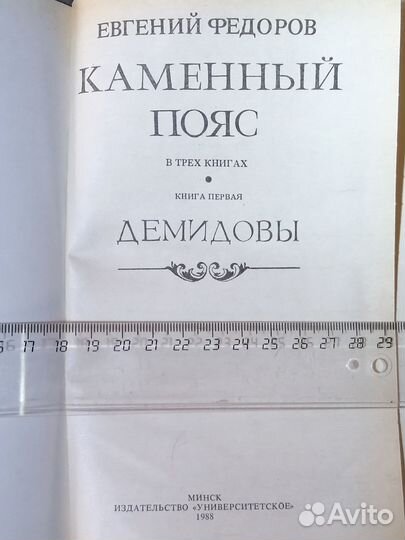 ЕВГЕНИЙ ФЕДОРОВ
КАМЕННЫЙ
ПОЯС
В ТРЕХ КНИГАХ
КНИГА ПЕРВАЯ
ДЕМИДОВЫ
6 17 18 19 20 21 22 23 24 25 26 27 28 29
МИНСК
ИЗДАТЕЛЬСТВО «УНИВЕРСИТЕТСКОЕ»
1988
Avito